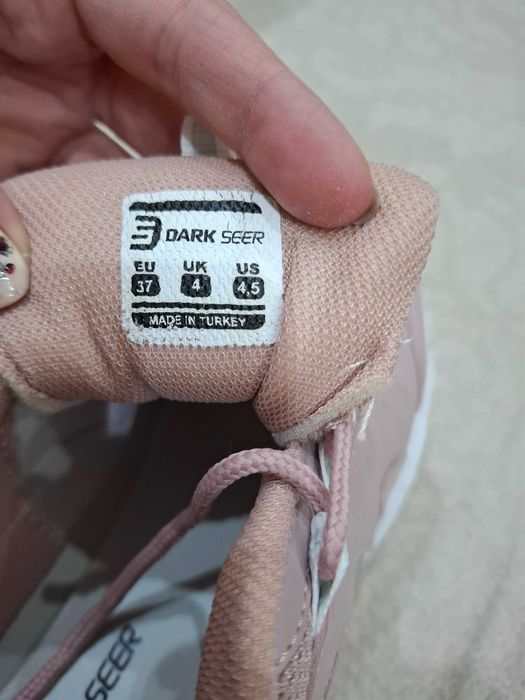 DARK SEER
EU UK US
37 4 4.5
MADE IN TURKEY
SEER